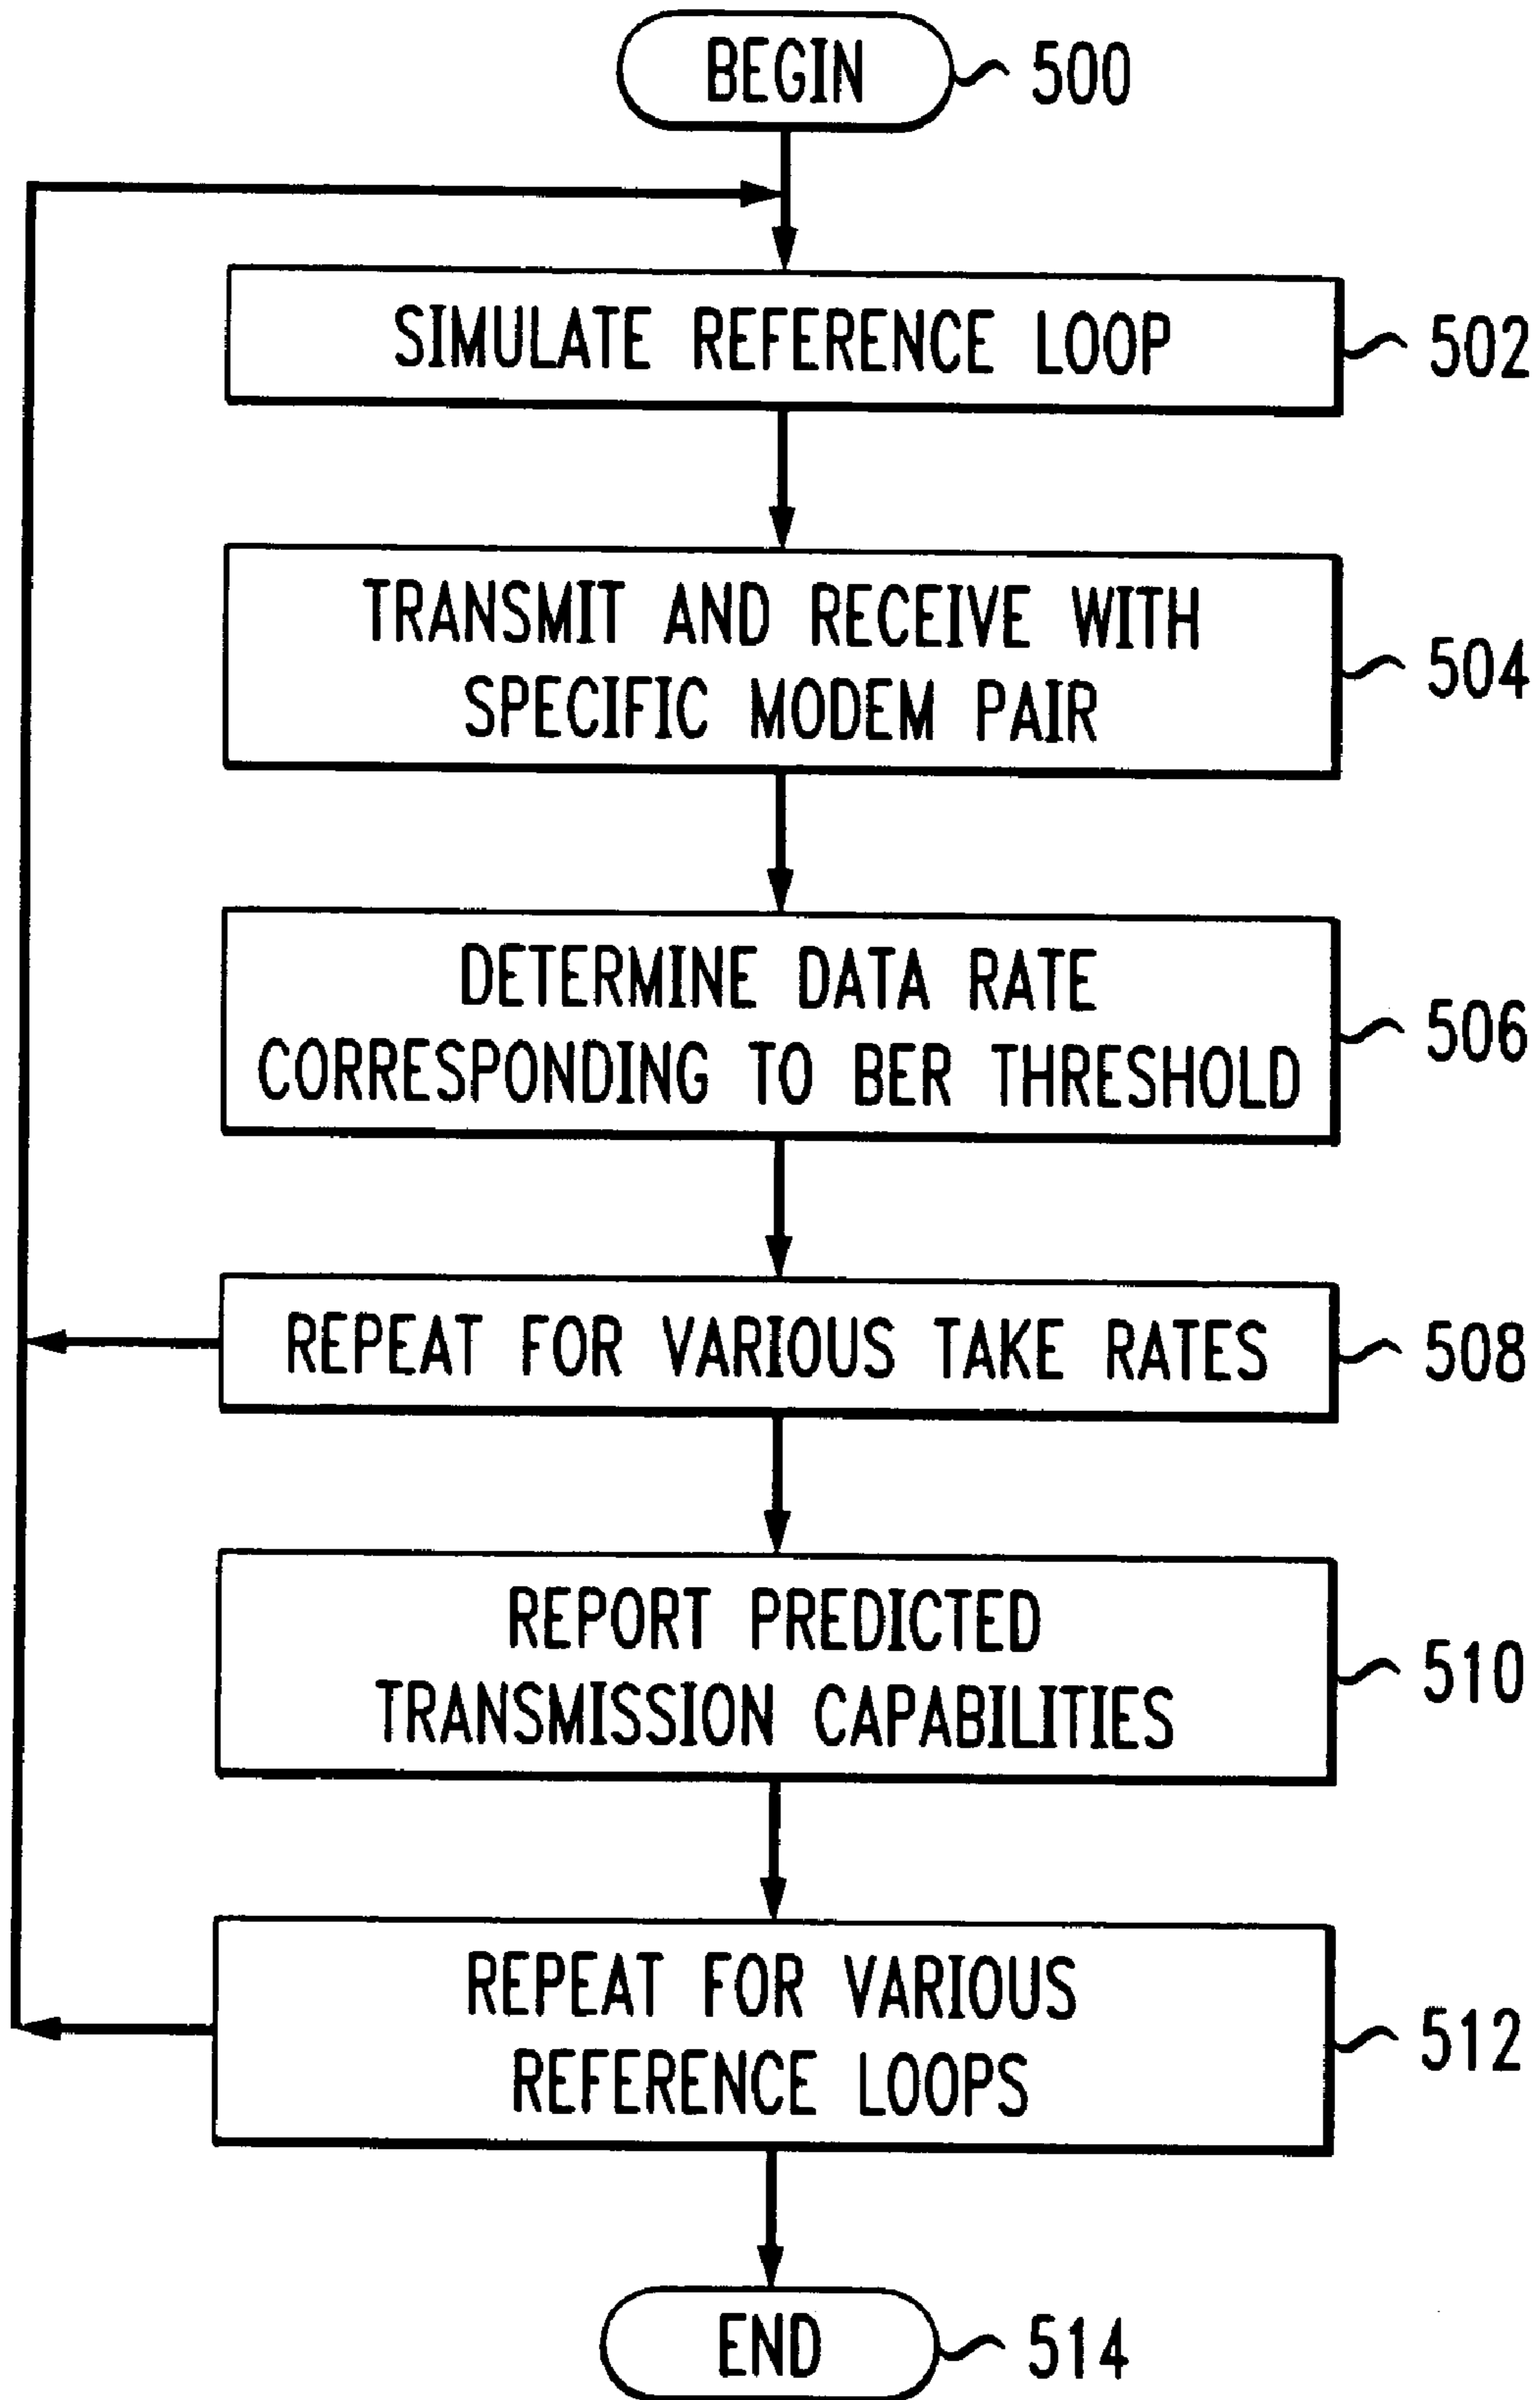 BEGIN
500
SIMULATE REFERENCE LOOP
502
TRANSMIT AND RECEIVE WITH
SPECIFIC MODEM PAIR
504
DETERMINE DATA RATE
CORRESPONDING TO BER THRESHOLD
506
REPEAT FOR VARIOUS TAKE RATES
508
REPORT PREDICTED
TRANSMISSION CAPABILITIES
510
REPEAT FOR VARIOUS
REFERENCE LOOPS
512
END
514